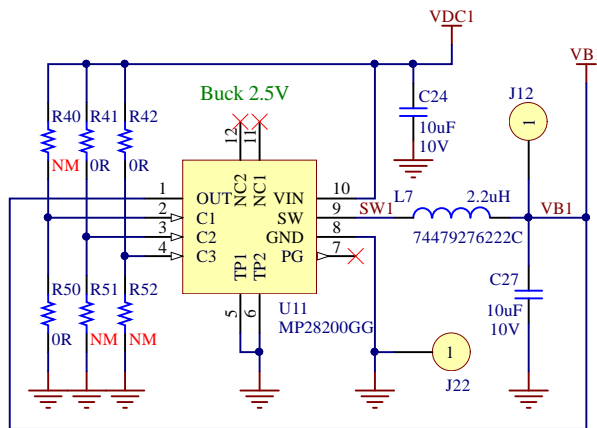 VDC1
VB
Buck 2.5V
R40
R41
R42
NM
0R
0R
C24
10uF
10V
J12
1
12
11
NC2
NC1
1
OUT
VIN
10
2
C1
SW
9
SW1
L7
2.2uH
74479276222C
VB1
3
C2
GND
8
4
C3
PG
7
TP1
TP2
5
6
U11
MP28200GG
R50
R51
R52
0R
NM
NM
C27
10uF
10V
1
J22